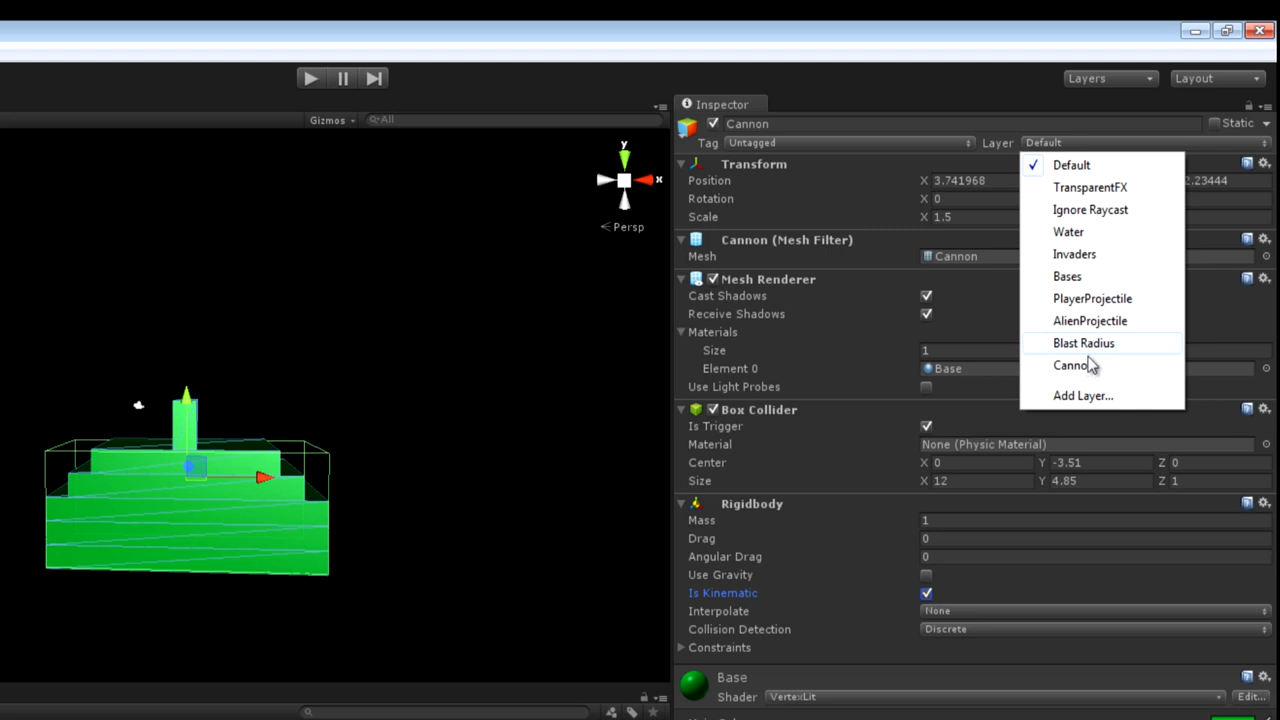 Layers Layout
Inspector
Gizmos All
Cannon Static
Tag Untagged Layer Default
Default
TransparentFX
Ignore Raycast
Water
Invaders
Bases
PlayerProjectile
AlienProjectile
Blast Radius
Add Layer...
y
x
Persp
Transform
Position X 3.741968 2.23444
Rotation X 0
Scale X 1.5
Cannon (Mesh Filter)
Mesh Cannon
Mesh Renderer
Cast Shadows
Receive Shadows
Materials
Size 1
Element 0 Base
Use Light Probes
Box Collider
Is Trigger
Material None (Physic Material)
Center X 0 Y -3.51 Z 0
Size X 12 Y 4.85 Z 1
Rigidbody
Mass 1
Drag 0
Angular Drag 0
Use Gravity
Is Kinematic
Interpolate None
Collision Detection Discrete
Constraints
Base
Shader VertexLit Edit...